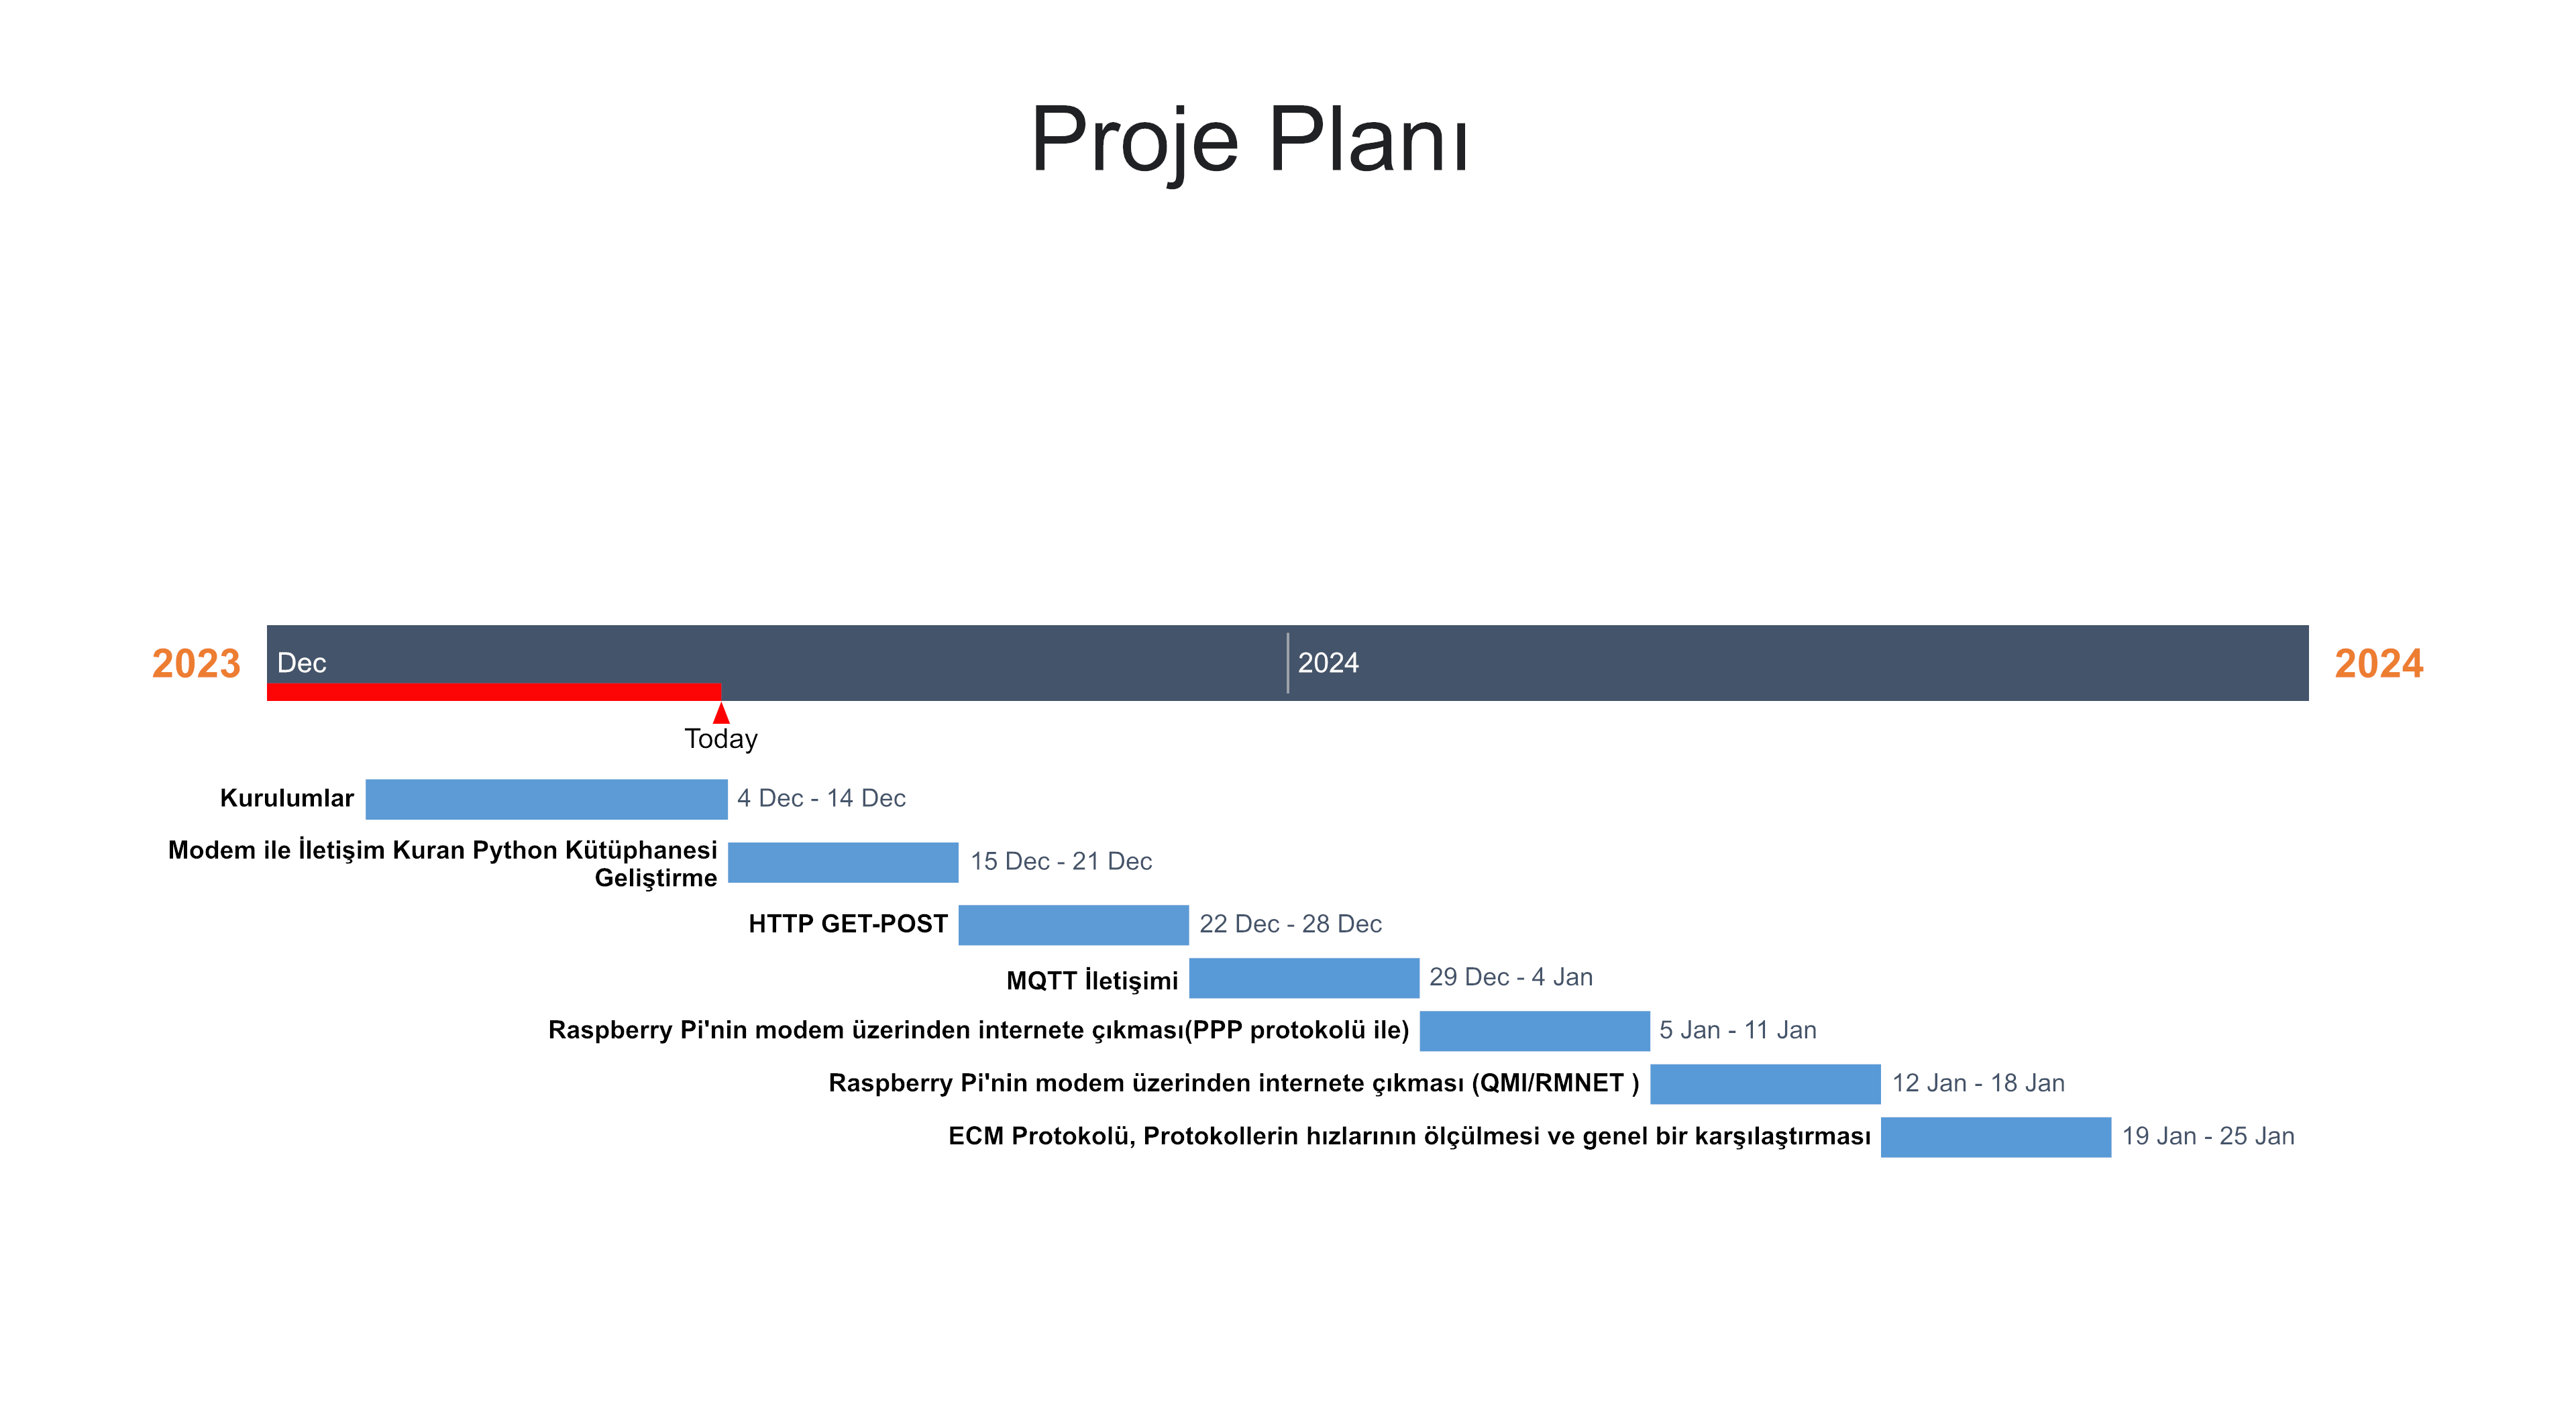 Proje Planı
2023
Dec
2024
2024
Today
Kurulumlar
4 Dec - 14 Dec
Modem ile İletişim Kuran Python Kütüphanesi
Geliştirme
15 Dec - 21 Dec
HTTP GET-POST
22 Dec - 28 Dec
MQTT İletişimi
29 Dec - 4 Jan
Raspberry Pi'nin modem üzerinden internete çıkması(PPP protokolü ile)
5 Jan - 11 Jan
Raspberry Pi'nin modem üzerinden internete çıkması (QMI/RMNET )
12 Jan - 18 Jan
ECM Protokolü, Protokollerin hızlarının ölçülmesi ve genel bir karşılaştırması
19 Jan - 25 Jan